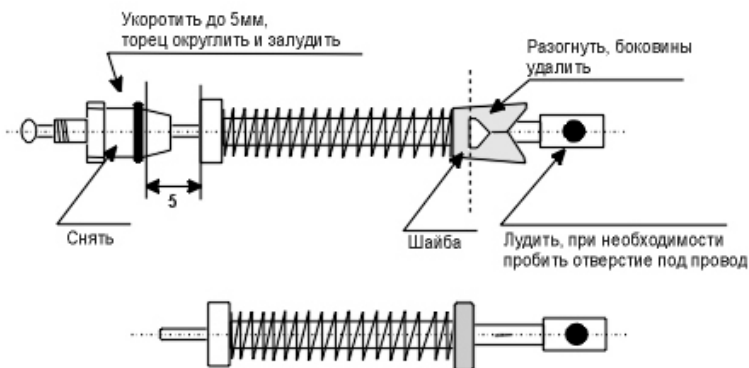 Укоротить до 5мм,
торец округлить и залудить
Разогнуть, боковины
удалить
5
Снять
Шайба
Лудить, при необходимости
пробить отверстие под провод